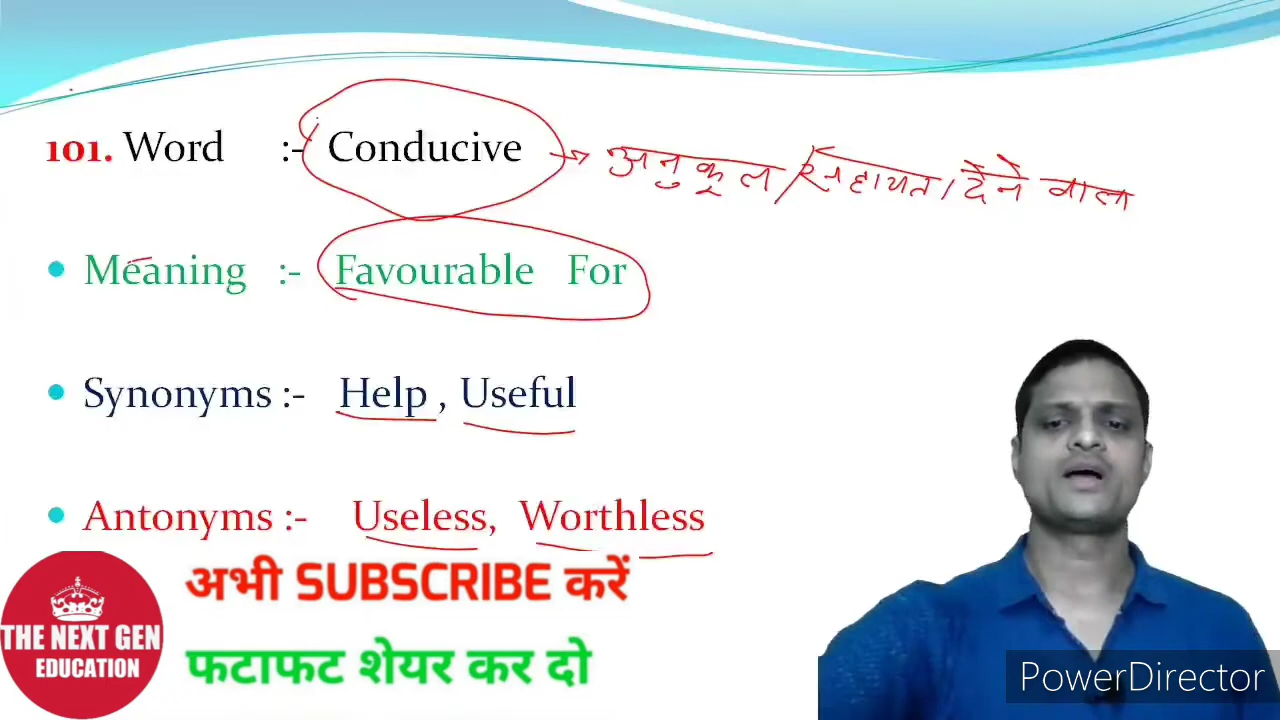 101. Word :- Conducive → अनुकूल / सहायता देने वाला
Meaning :- Favourable For
Synonyms :- Help , Useful
Antonyms :- Useless, Worthless
अभी SUBSCRIBE करें
THE NEXT GEN
EDUCATION
फटाफट शेयर कर दो
PowerDirector